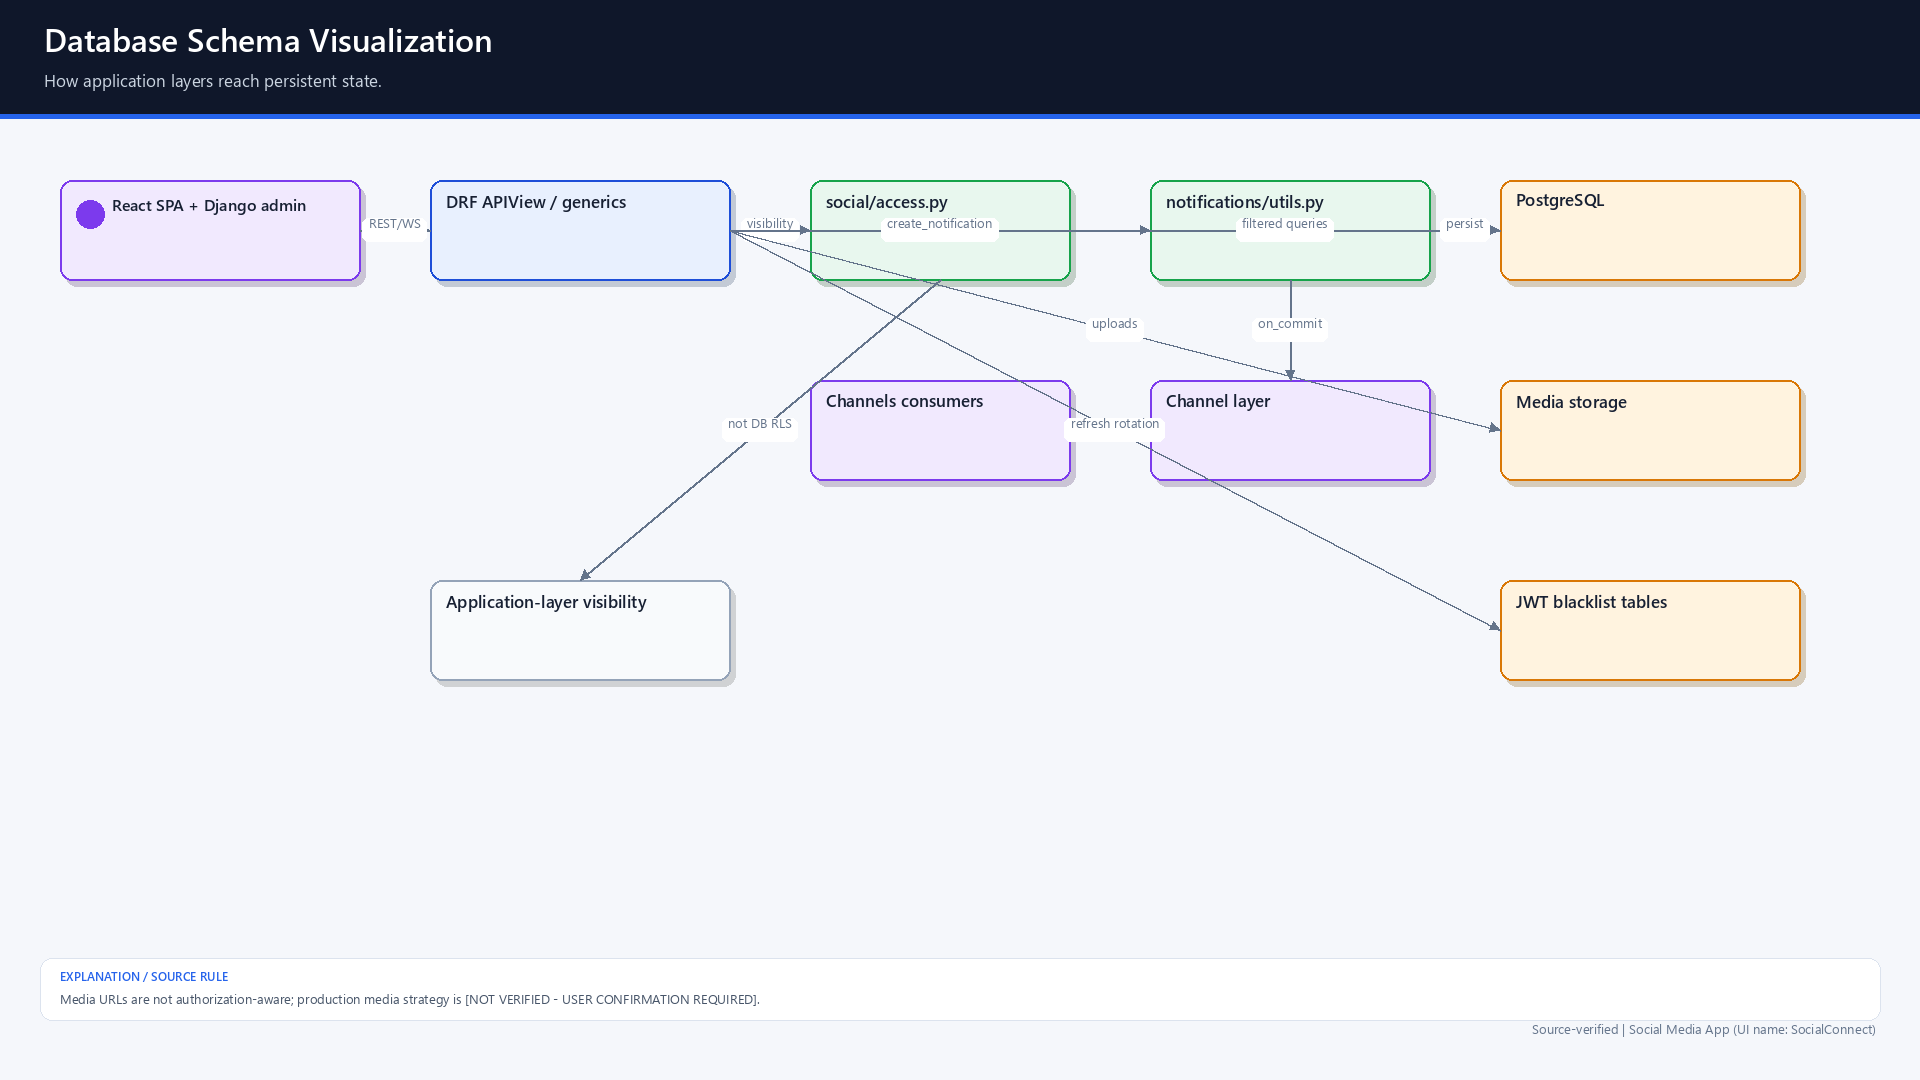 Database Schema Visualization
How application layers reach persistent state.
React SPA + Django admin
REST/WS
DRF APIView / generics
visibility
social/access.py
create_notification
notifications/utils.py
filtered queries
persist
PostgreSQL
uploads
on_commit
not DB RLS
Channels consumers
refresh rotation
Channel layer
Media storage
Application-layer visibility
JWT blacklist tables
EXPLANATION / SOURCE RULE
Media URLs are not authorization-aware; production media strategy is [NOT VERIFIED - USER CONFIRMATION REQUIRED].
Source-verified | Social Media App (UI name: SocialConnect)